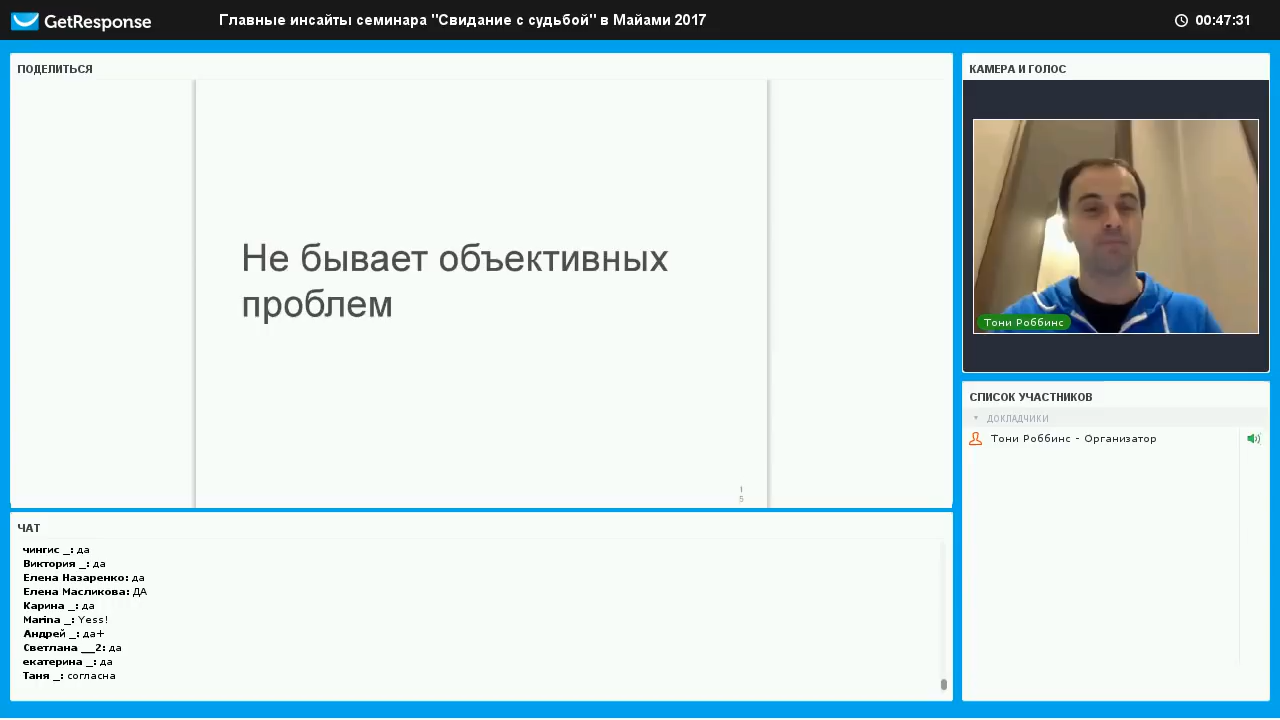 GetResponse
Главные инсайты семинара "Свидание с судьбой" в Майами 2017
00:47:31
ПОДЕЛИТЬСЯ
Не бывает объективных
проблем
1
5
КАМЕРА И ГОЛОС
Тони Роббинс
СПИСОК УЧАСТНИКОВ
ДОКЛАДЧИКИ
Тони Роббинс - Организатор
ЧАТ
чингис _: да
Виктория _: да
Елена Назаренко: да
Елена Масликова: ДА
Карина _: да
Marina _: Yess!
Андрей _: да+
Светлана __2: да
екатерина _: да
Таня _: согласна